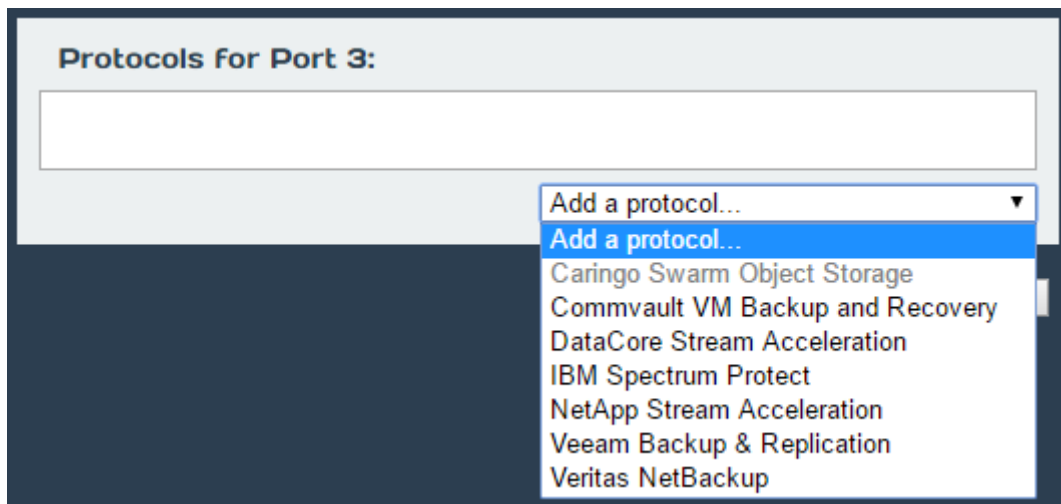 Protocols for Port 3:
Add a protocol...
Add a protocol...
Caringo Swarm Object Storage
Commvault VM Backup and Recovery
DataCore Stream Acceleration
IBM Spectrum Protect
NetApp Stream Acceleration
Veeam Backup & Replication
Veritas NetBackup